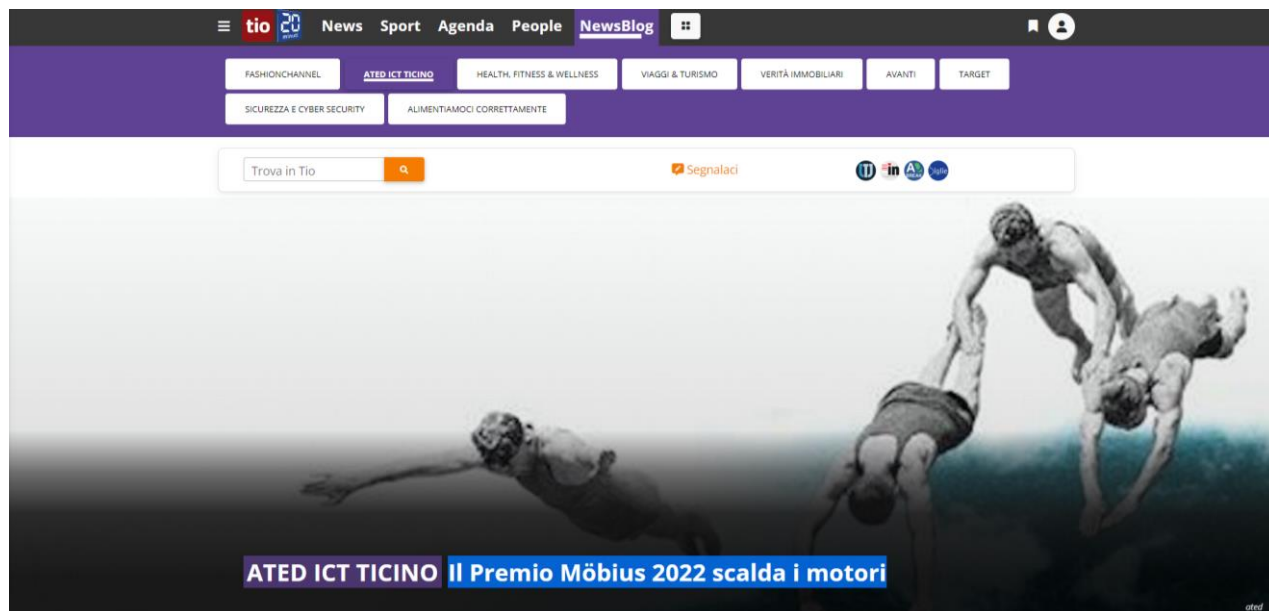 tio 20 minuti News Sport Agenda People NewsBlog
FASHIONCHANNEL ATED ICT TICINO HEALTH, FITNESS & WELLNESS VIAGGI & TURISMO VERITÀ IMMOBILIARI AVANTI TARGET
SICUREZZA E CYBER SECURITY ALIMENTIAMOCI CORRETTAMENTE
Trova in Tio Segnalaci in
ATED ICT TICINO Il Premio Möbius 2022 scalda i motori
ated